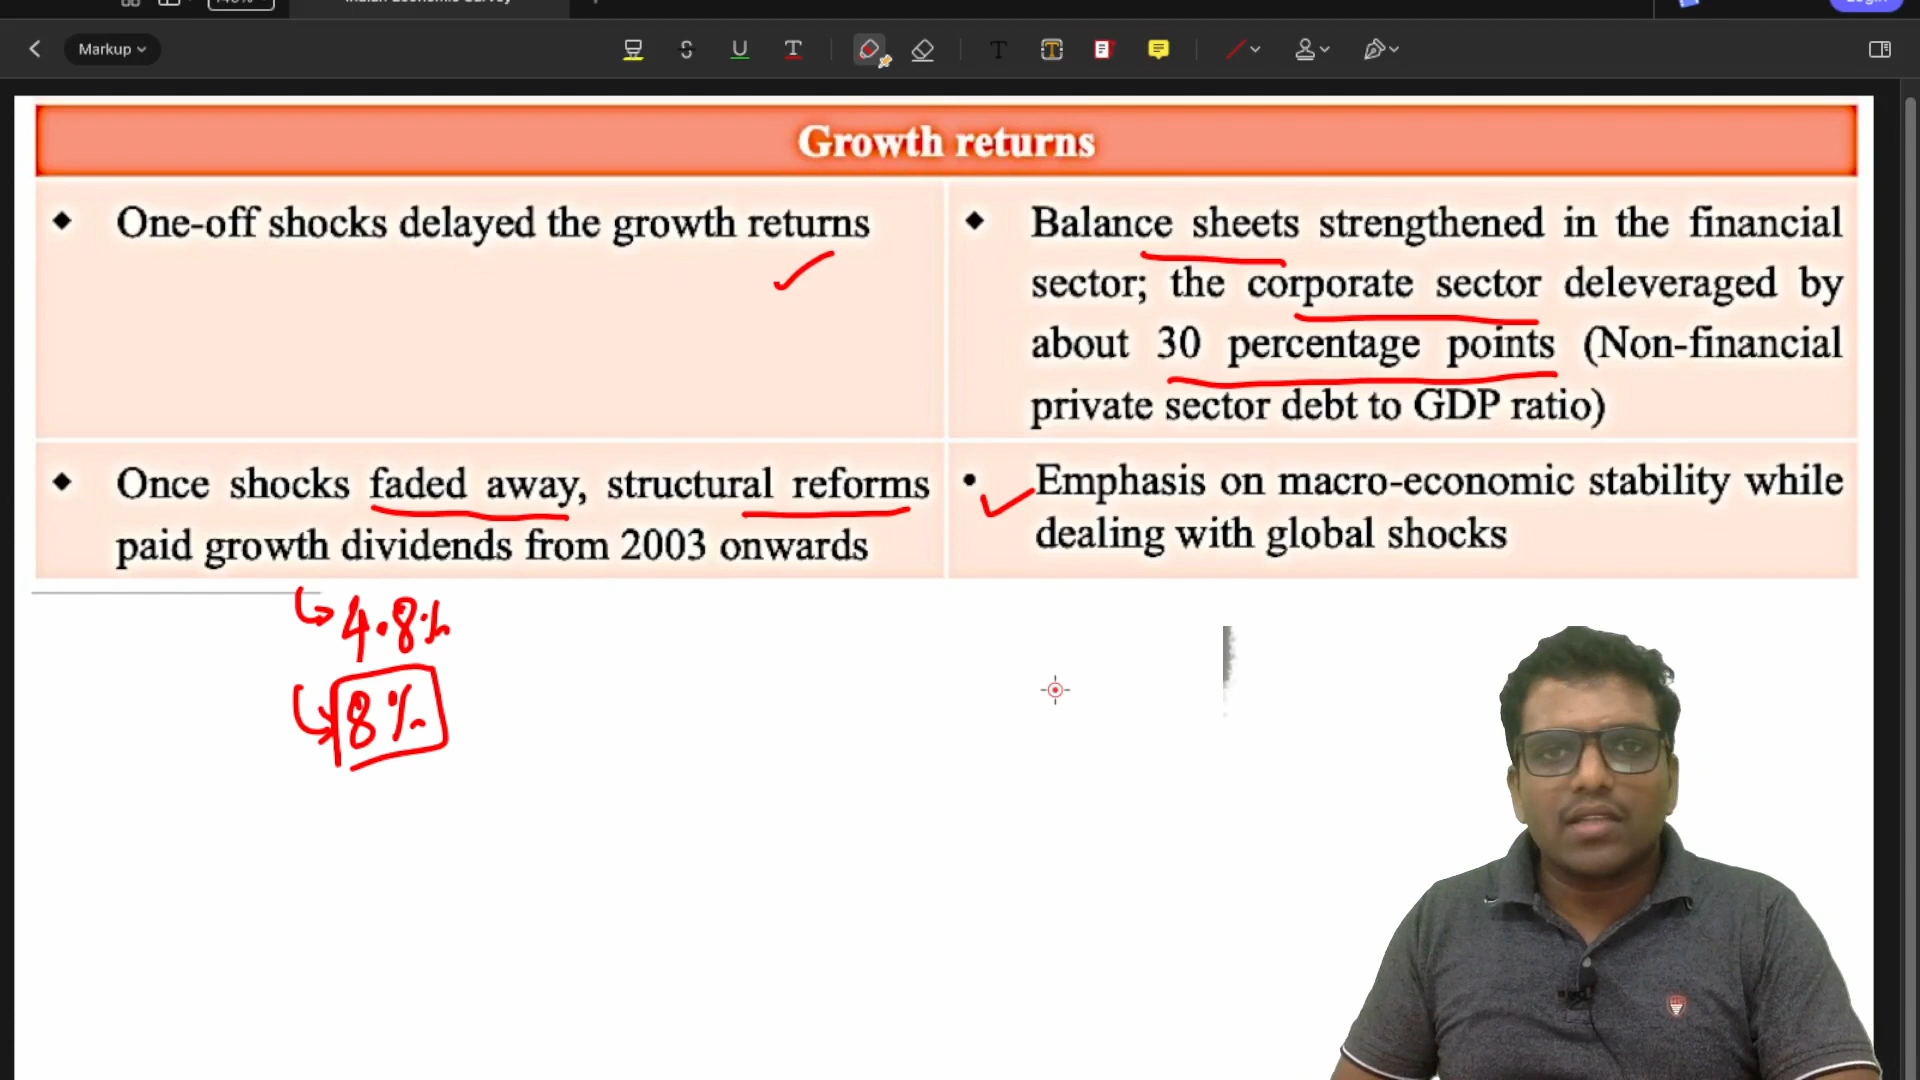 Markup
Growth returns
◆ One-off shocks delayed the growth returns
◆ Balance sheets strengthened in the financial
sector; the corporate sector deleveraged by
about 30 percentage points (Non-financial
private sector debt to GDP ratio)
◆ Once shocks faded away, structural reforms
paid growth dividends from 2003 onwards
• Emphasis on macro-economic stability while
dealing with global shocks
4.8%
8%